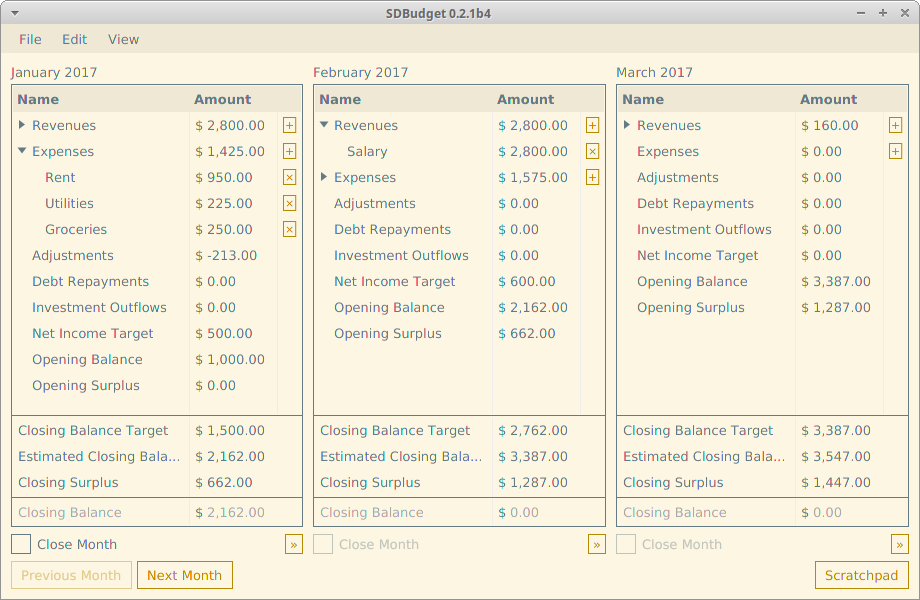 SDBudget 0.2.1b4
File Edit View
January 2017
Name Amount
Revenues $ 2,800.00 +
Expenses $ 1,425.00 +
Rent $ 950.00 ×
Utilities $ 225.00 ×
Groceries $ 250.00 ×
Adjustments $ -213.00
Debt Repayments $ 0.00
Investment Outflows $ 0.00
Net Income Target $ 500.00
Opening Balance $ 1,000.00
Opening Surplus $ 0.00
Closing Balance Target $ 1,500.00
Estimated Closing Bala... $ 2,162.00
Closing Surplus $ 662.00
Closing Balance $ 2,162.00
Close Month »
February 2017
Name Amount
Revenues $ 2,800.00 +
Salary $ 2,800.00 ×
Expenses $ 1,575.00 +
Adjustments $ 0.00
Debt Repayments $ 0.00
Investment Outflows $ 0.00
Net Income Target $ 600.00
Opening Balance $ 2,162.00
Opening Surplus $ 662.00
Closing Balance Target $ 2,762.00
Estimated Closing Bala... $ 3,387.00
Closing Surplus $ 1,287.00
Closing Balance $ 0.00
Close Month »
March 2017
Name Amount
Revenues $ 160.00 +
Expenses $ 0.00 +
Adjustments $ 0.00
Debt Repayments $ 0.00
Investment Outflows $ 0.00
Net Income Target $ 0.00
Opening Balance $ 3,387.00
Opening Surplus $ 1,287.00
Closing Balance Target $ 3,387.00
Estimated Closing Bala... $ 3,547.00
Closing Surplus $ 1,447.00
Closing Balance $ 0.00
Close Month »
Previous Month Next Month Scratchpad